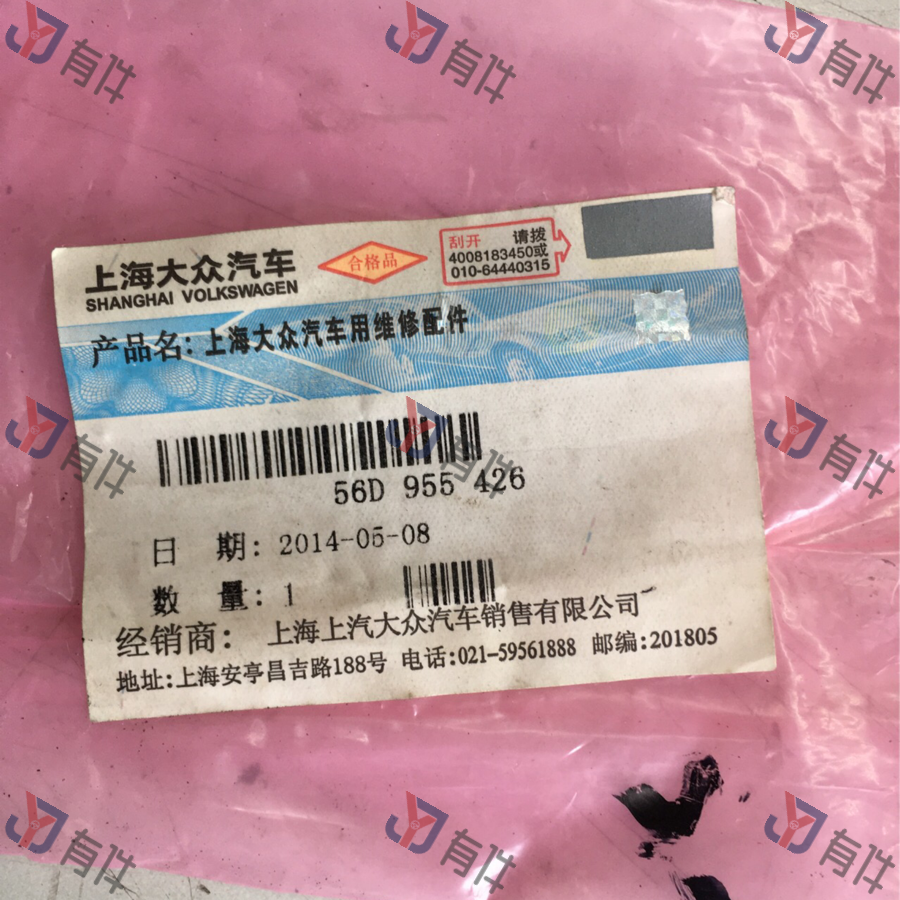 有件
有件
有件
上海大众汽车
SHANGHAI VOLKSWAGEN
合格品
刮开 请拨
4008183450或
010-64440315
产品名:上海大众汽车用维修配件
有件
有件
有件
56D 955 426
日 期: 2014-05-08
数 量: 1
经销商: 上海上汽大众汽车销售有限公司
地址:上海安亭昌吉路188号 电话:021-59561888 邮编:201805
有件
有件
有件